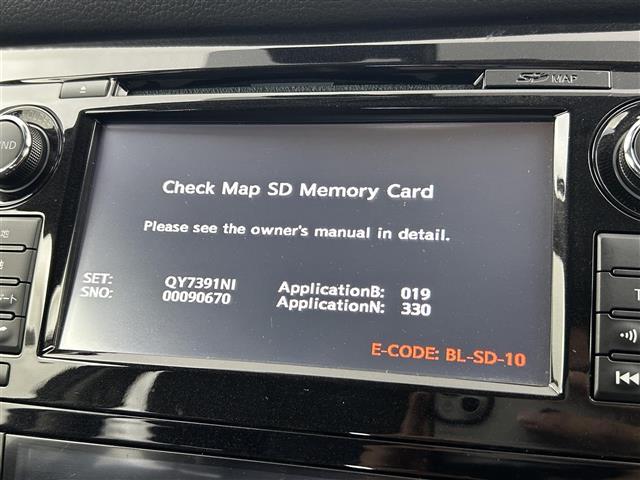 SD MAP
Check Map SD Memory Card
Please see the owner's manual in detail.
SET: QY7391NI ApplicationB: 019
SNO: 00090670 ApplicationN: 330
E-CODE: BL-SD-10